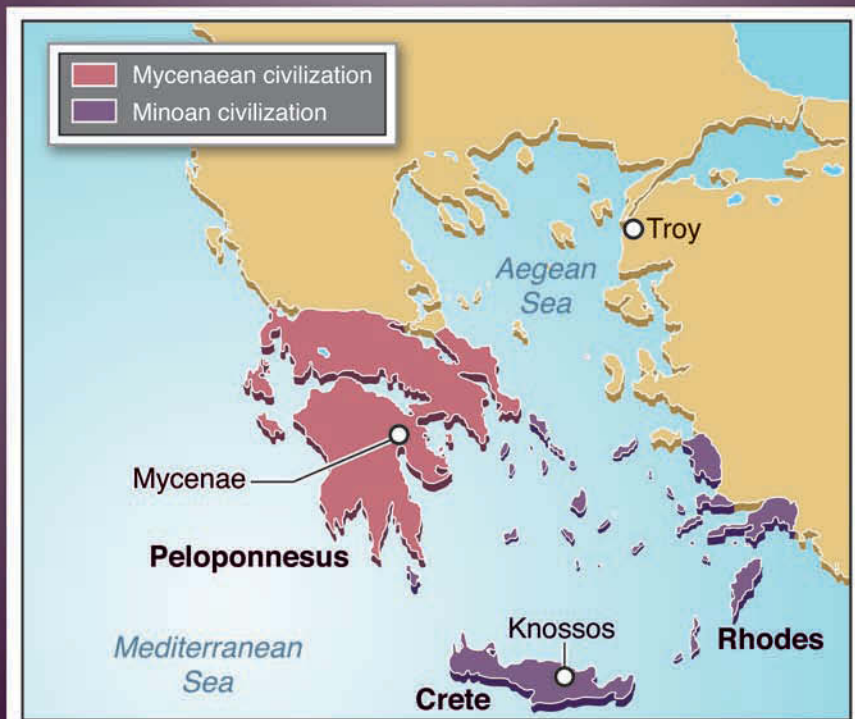 Mycenaean civilization
Minoan civilization
Troy
Aegean
Sea
Mycenae
Peloponnesus
Knossos
Rhodes
Mediterranean
Sea
Crete